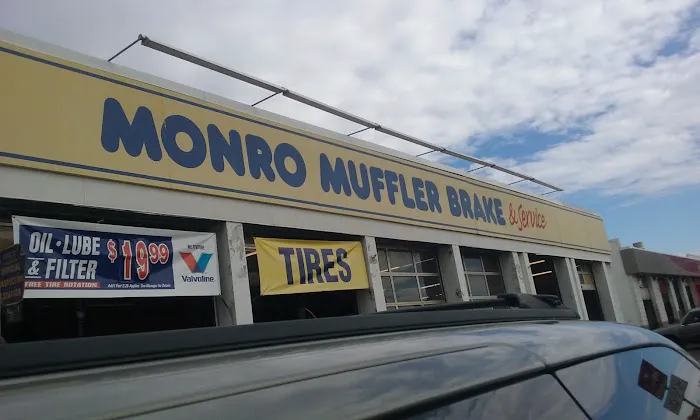 MONRO MUFFLER BRAKE & Service
OIL • LUBE
& FILTER
$19.99
FREE TIRE ROTATION
Valvoline
TIRES